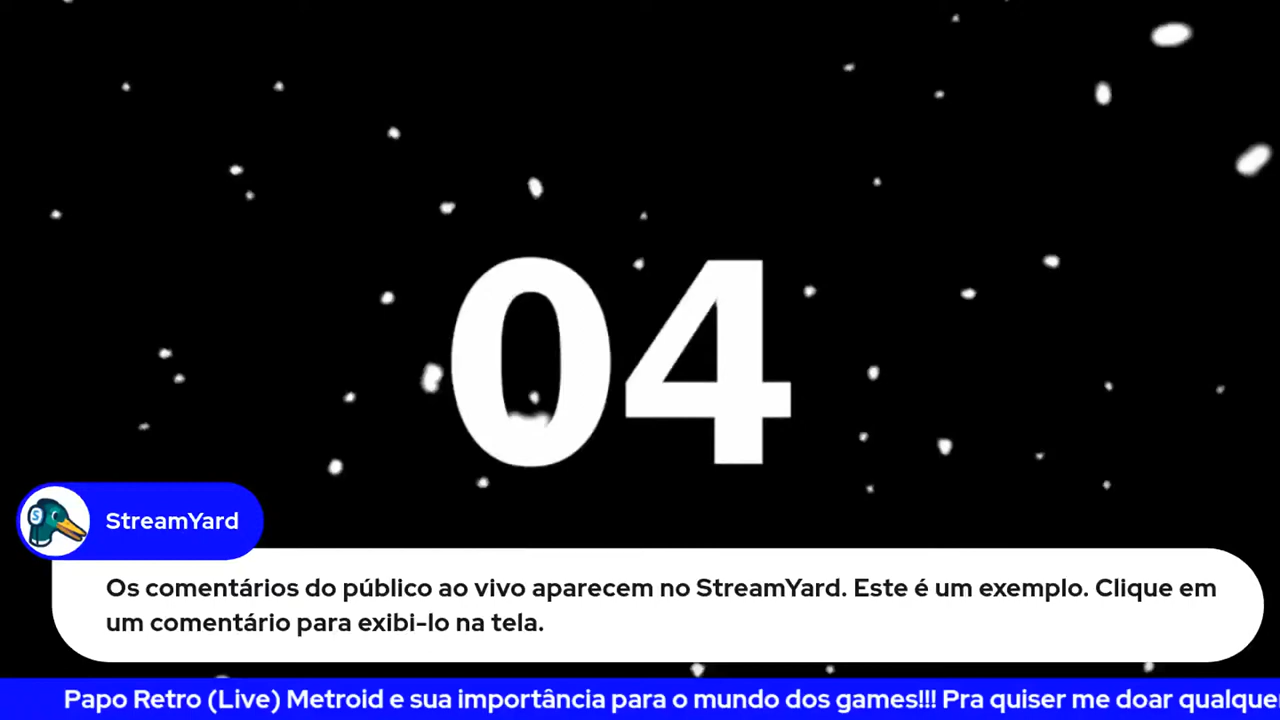 04
StreamYard
Os comentários do público ao vivo aparecem no StreamYard. Este é um exemplo. Clique em
um comentário para exibi-lo na tela.
Papo Retro (Live) Metroid e sua importância para o mundo dos games!!! Pra quiser me doar